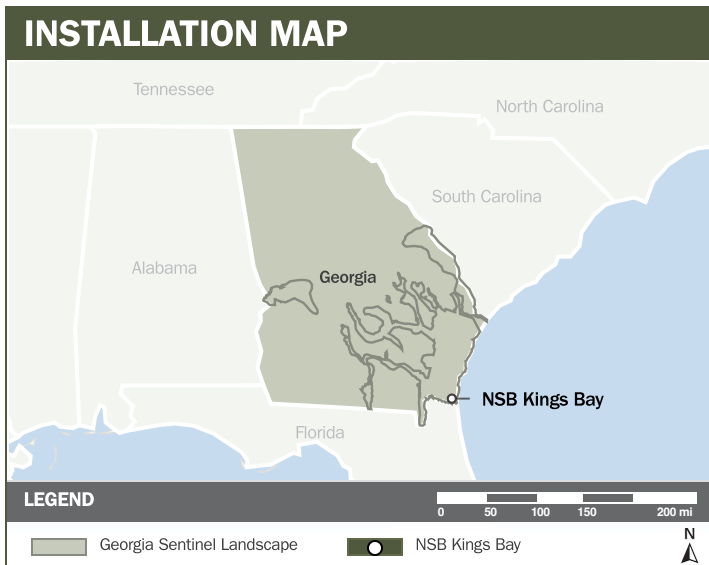 INSTALLATION MAP
Tennessee
North Carolina
South Carolina
Alabama
Georgia
NSB Kings Bay
Florida
LEGEND
0 50 100 150 200 mi
Georgia Sentinel Landscape
NSB Kings Bay
N